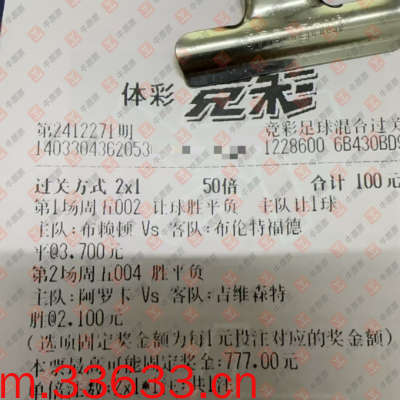 体彩 竞彩
第2412271期 竞彩足球混合过关
1403304362053 1228600 6B430BD9
过关方式 2x1 50倍 合计 100元
第1场周五002 让球胜平负 主队让1球
主队:布赖顿 Vs 客队:布伦特福德
平@3.700元
第2场周五004 胜平负
主队:阿罗卡 Vs 客队:吉维森特
胜@2.100元
(选项固定奖金额为每1元投注对应的奖金额)
本票最高可能固定奖金:777.00元
m.33633.cn